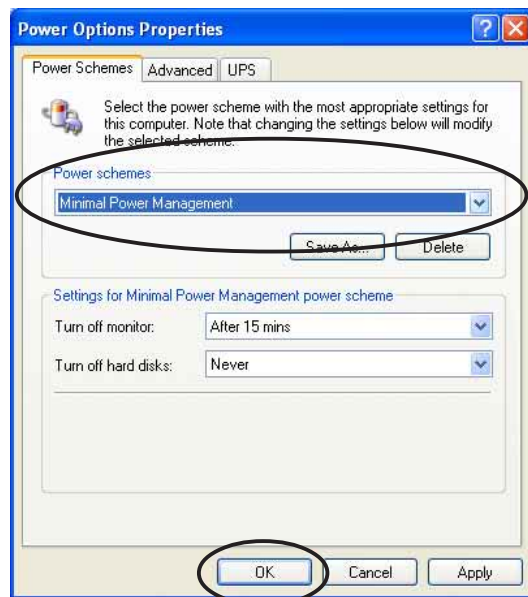 Power Options Properties
Power Schemes Advanced UPS
Select the power scheme with the most appropriate settings for
this computer. Note that changing the settings below will modify
the selected scheme.
Power schemes
Minimal Power Management
Save As... Delete
Settings for Minimal Power Management power scheme
Turn off monitor: After 15 mins
Turn off hard disks: Never
OK Cancel Apply